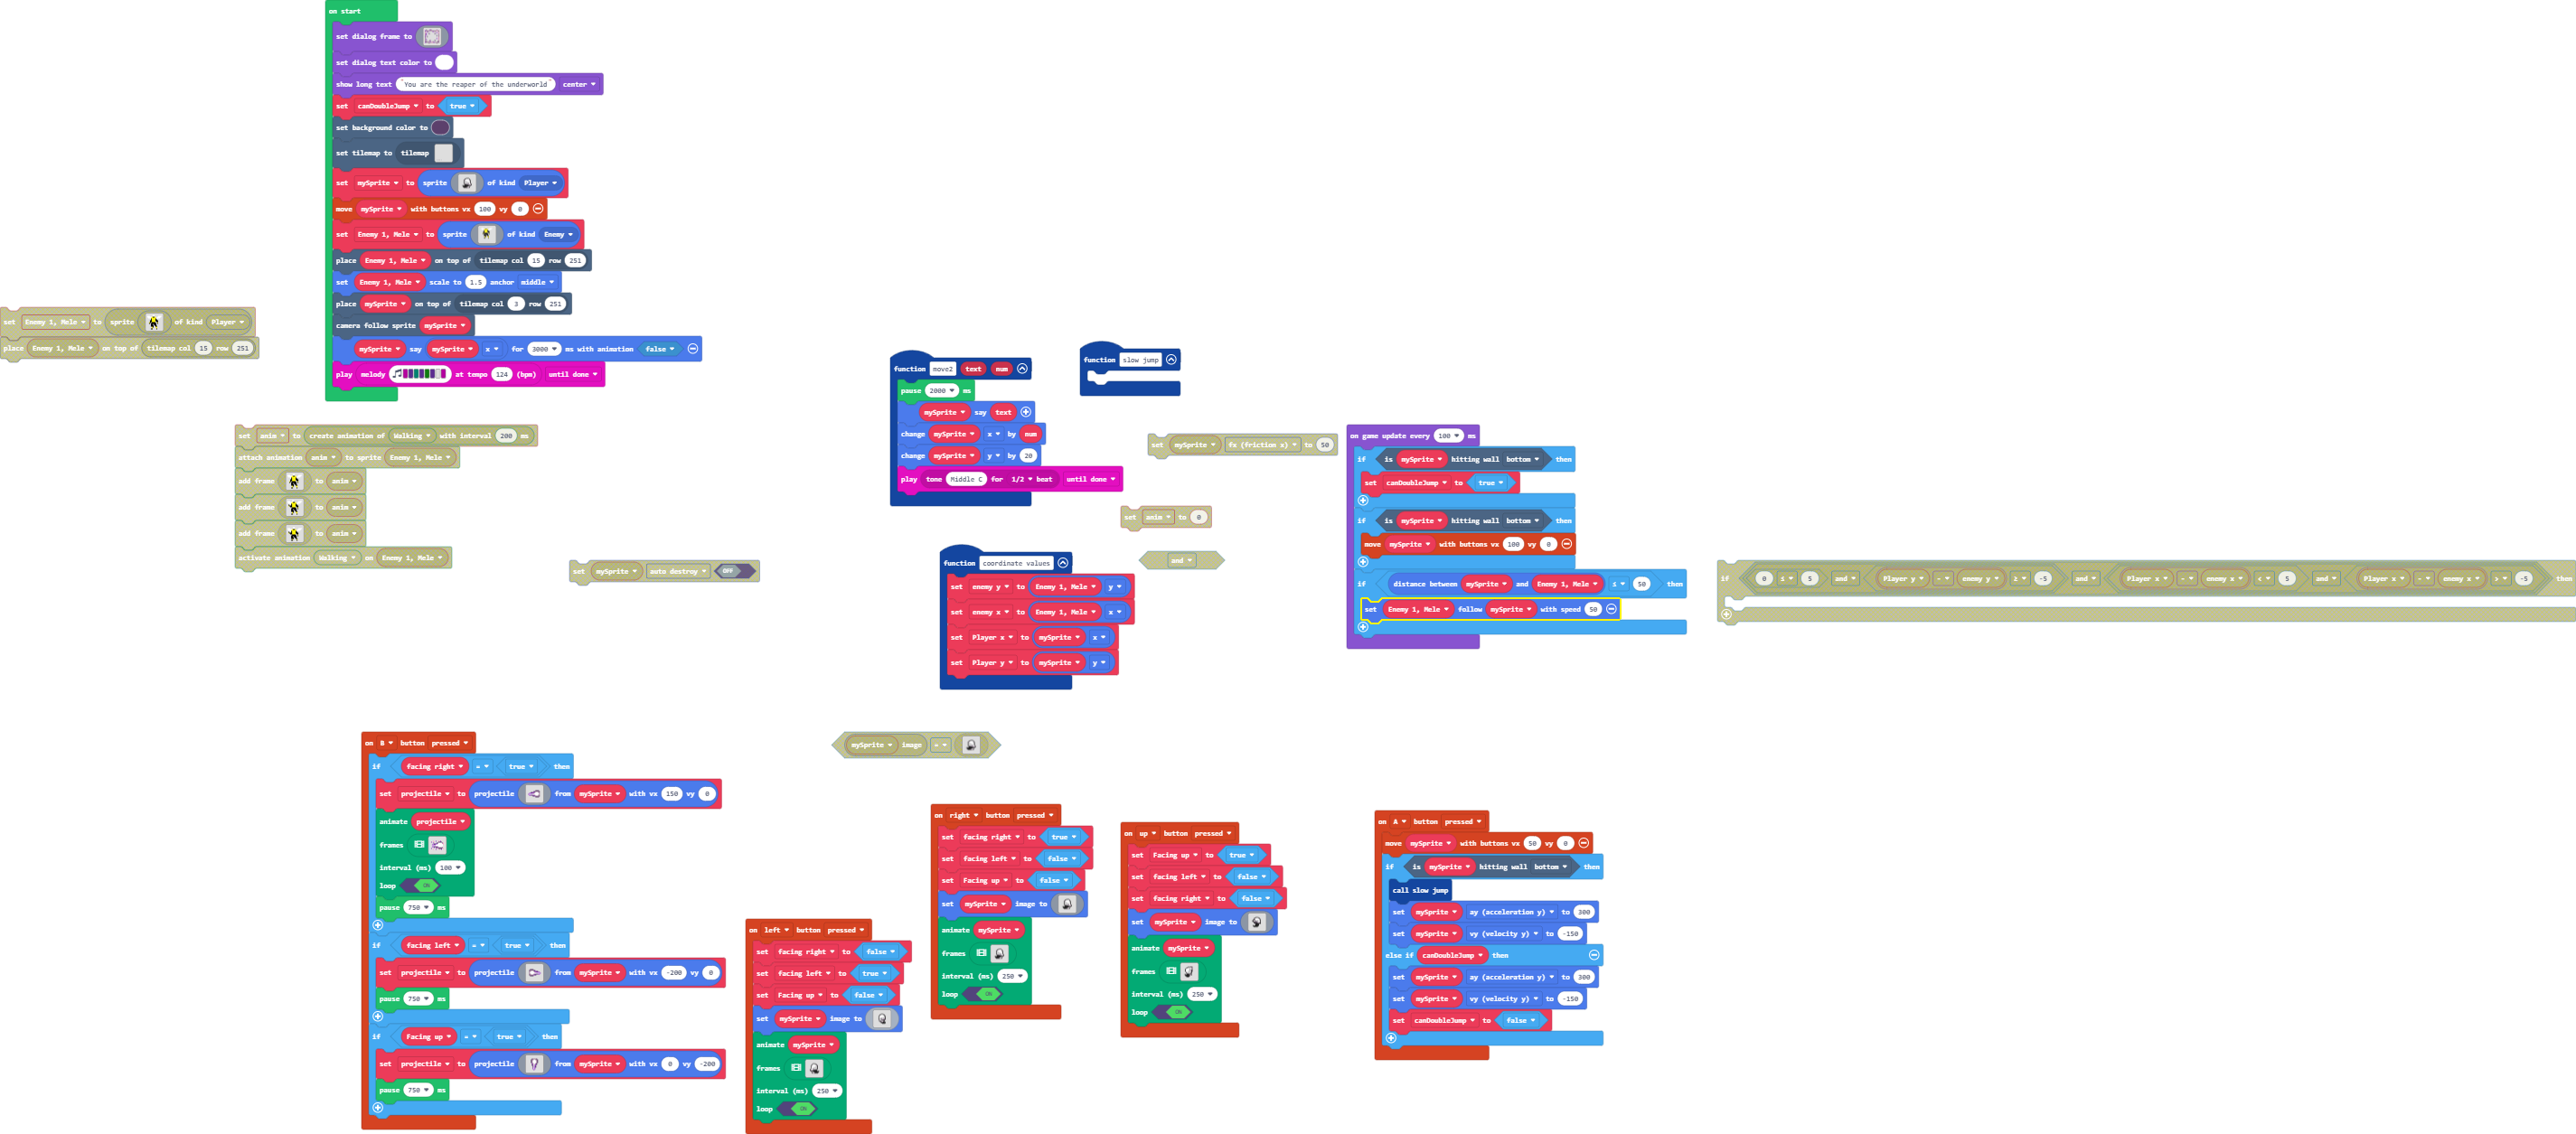 on start
set dialog frame to
set dialog text color to
show long text "You are the reaper of the underworld" center
set canDoubleJump to true
set background color to
set tilemap to tilemap
set mySprite to sprite of kind Player
move mySprite with buttons vx 100 vy 0
set Enemy 1, Mele to sprite of kind Enemy
place Enemy 1, Mele on top of tilemap col 15 row 251
set Enemy 1, Mele scale to 1.5 anchor middle
place mySprite on top of tilemap col 3 row 251
camera follow sprite mySprite
mySprite say mySprite x for 3000 ms with animation false
play melody at tempo 124 (bpm) until done
set Enemy 1, Mele to sprite of kind Player
place Enemy 1, Mele on top of tilemap col 15 row 251
set anim to create animation of Walking with interval 200 ms
attach animation anim to sprite Enemy 1, Mele
add frame to anim
add frame to anim
add frame to anim
activate animation Walking on Enemy 1, Mele
set mySprite auto destroy OFF
function move2 text num
pause 2000 ms
mySprite say text
change mySprite x by num
change mySprite y by 20
play tone Middle C for 1/2 beat until done
function slow jump
set mySprite fx (friction x) to 50
set anim to 0
and
function coordinate values
set enemy y to Enemy 1, Mele y
set enemy x to Enemy 1, Mele x
set Player x to mySprite x
set Player y to mySprite y
on game update every 100 ms
if is mySprite hitting wall bottom then
set canDoubleJump to true
if is mySprite hitting wall bottom then
move mySprite with buttons vx 100 vy 0
if distance between mySprite and Enemy 1, Mele ≤ 50 then
set Enemy 1, Mele follow mySprite with speed 50
if 0 ≤ 5 and Player y - enemy y ≥ -5 and Player x - enemy x < 5 and Player x - enemy x > -5 then
mySprite image =
on B button pressed
if facing right = true then
set projectile to projectile from mySprite with vx 150 vy 0
animate projectile
frames
interval (ms) 100
loop ON
pause 750 ms
if facing left = true then
set projectile to projectile from mySprite with vx -200 vy 0
pause 750 ms
if Facing up = true then
set projectile to projectile from mySprite with vx 0 vy -200
pause 750 ms
on left button pressed
set facing right to false
set facing left to true
set Facing up to false
set mySprite image to
animate mySprite
frames
interval (ms) 250
loop ON
on right button pressed
set facing right to true
set facing left to false
set Facing up to false
set mySprite image to
animate mySprite
frames
interval (ms) 250
loop ON
on up button pressed
set Facing up to true
set facing left to false
set facing right to false
set mySprite image to
animate mySprite
frames
interval (ms) 250
loop ON
on A button pressed
move mySprite with buttons vx 50 vy 0
if is mySprite hitting wall bottom then
call slow jump
set mySprite ay (acceleration y) to 300
set mySprite vy (velocity y) to -150
else if canDoubleJump then
set mySprite ay (acceleration y) to 300
set mySprite vy (velocity y) to -150
set canDoubleJump to false